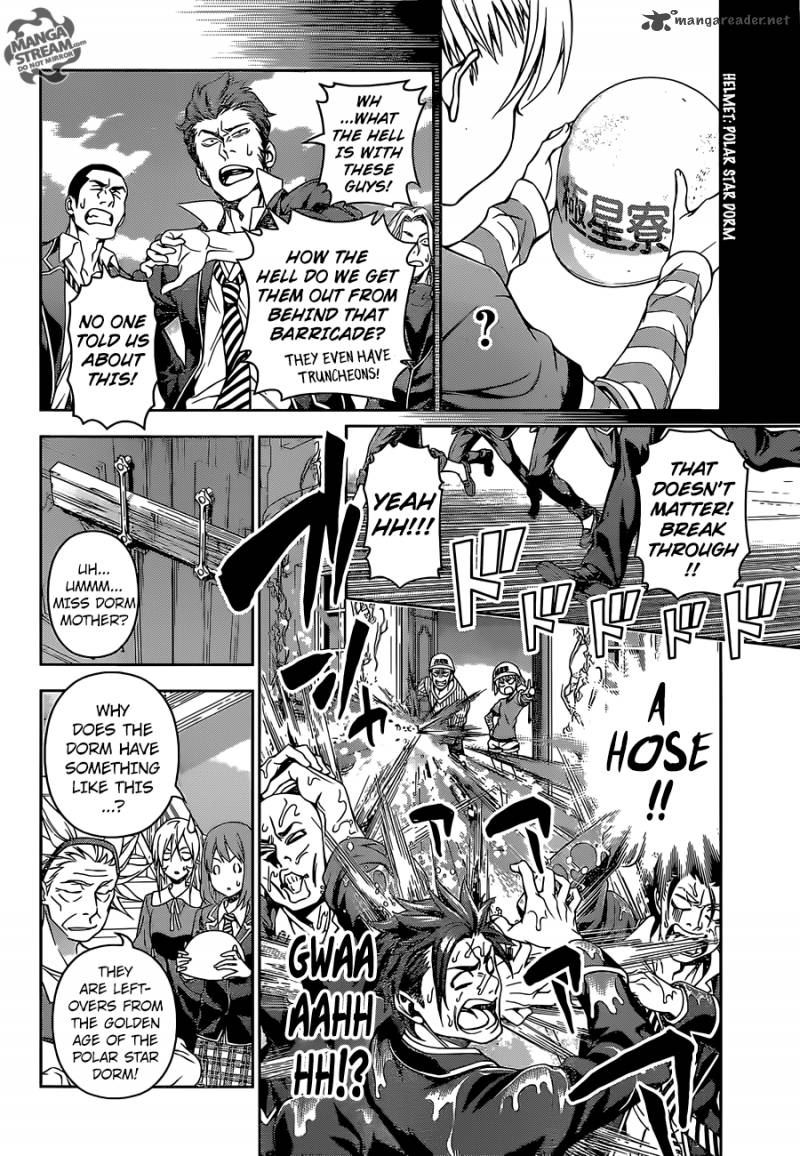 mangareader.net
MANGA
STREAM.COM
DO NOT MIRROR!
HELMET: POLAR STAR DORM
極星寮
?
WH
...WHAT
THE HELL
IS WITH
THESE
GUYS!
HOW THE
HELL DO WE GET
THEM OUT FROM
BEHIND THAT
BARRICADE?
THEY EVEN HAVE
TRUNCHEONS!
NO ONE
TOLD US
ABOUT
THIS!
THAT
DOESN'T
MATTER!
BREAK
THROUGH
!!
YEAH
HH!!!
ドドドドド
A
HOSE
!!
GWAA
AAHH
HH!?
UH...
UMMM...
MISS DORM
MOTHER?
WHY
DOES THE
DORM HAVE
SOMETHING
LIKE THIS
...?
THEY
ARE LEFT-
OVERS FROM
THE GOLDEN
AGE OF THE
POLAR STAR
DORM!